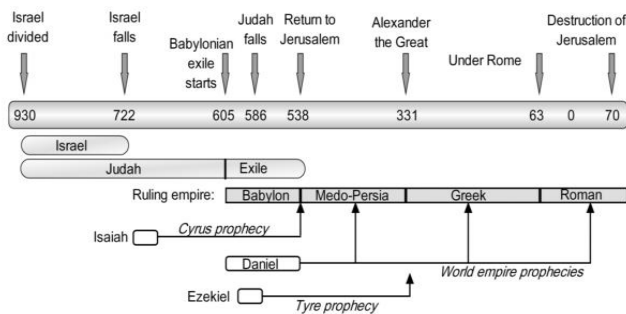 Israel divided
Israel falls
Babylonian exile starts
Judah falls
Return to Jerusalem
Alexander the Great
Under Rome
Destruction of Jerusalem
930 722 605 586 538 331 63 0 70
Israel
Judah Exile
Ruling empire: Babylon Medo-Persia Greek Roman
Isaiah Cyrus prophecy
Daniel World empire prophecies
Ezekiel Tyre prophecy